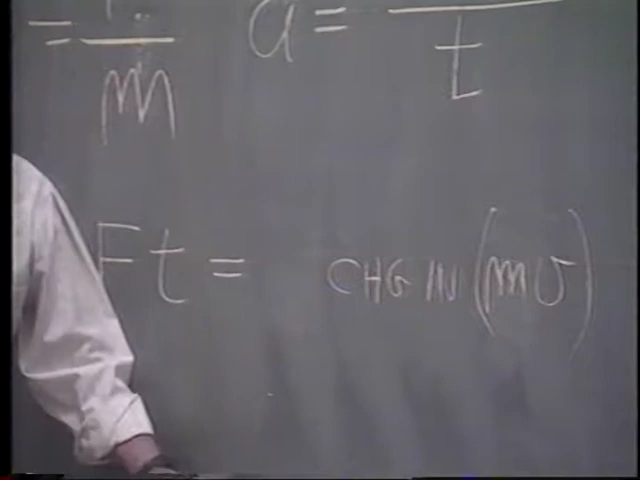 = — m a = — t
Ft = CHG IN (mv)